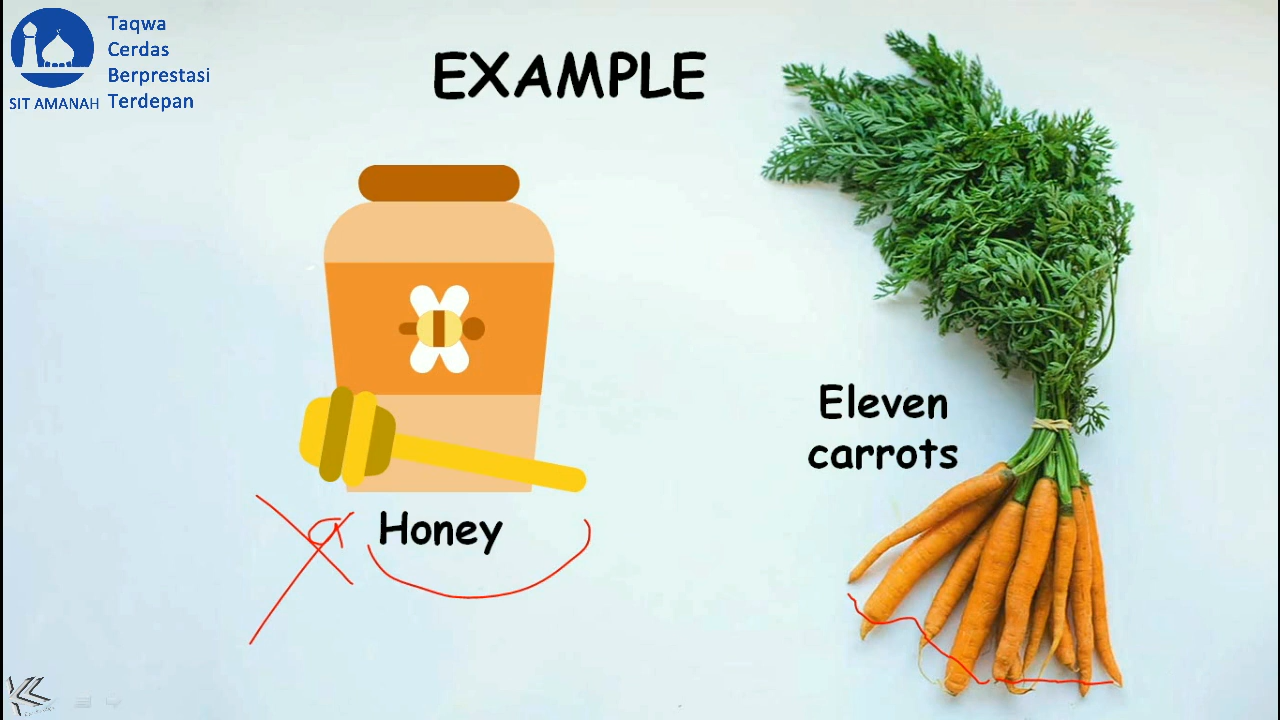 Taqwa
Cerdas
Berprestasi
SIT AMANAH Terdepan
EXAMPLE
Eleven
carrots
a
Honey